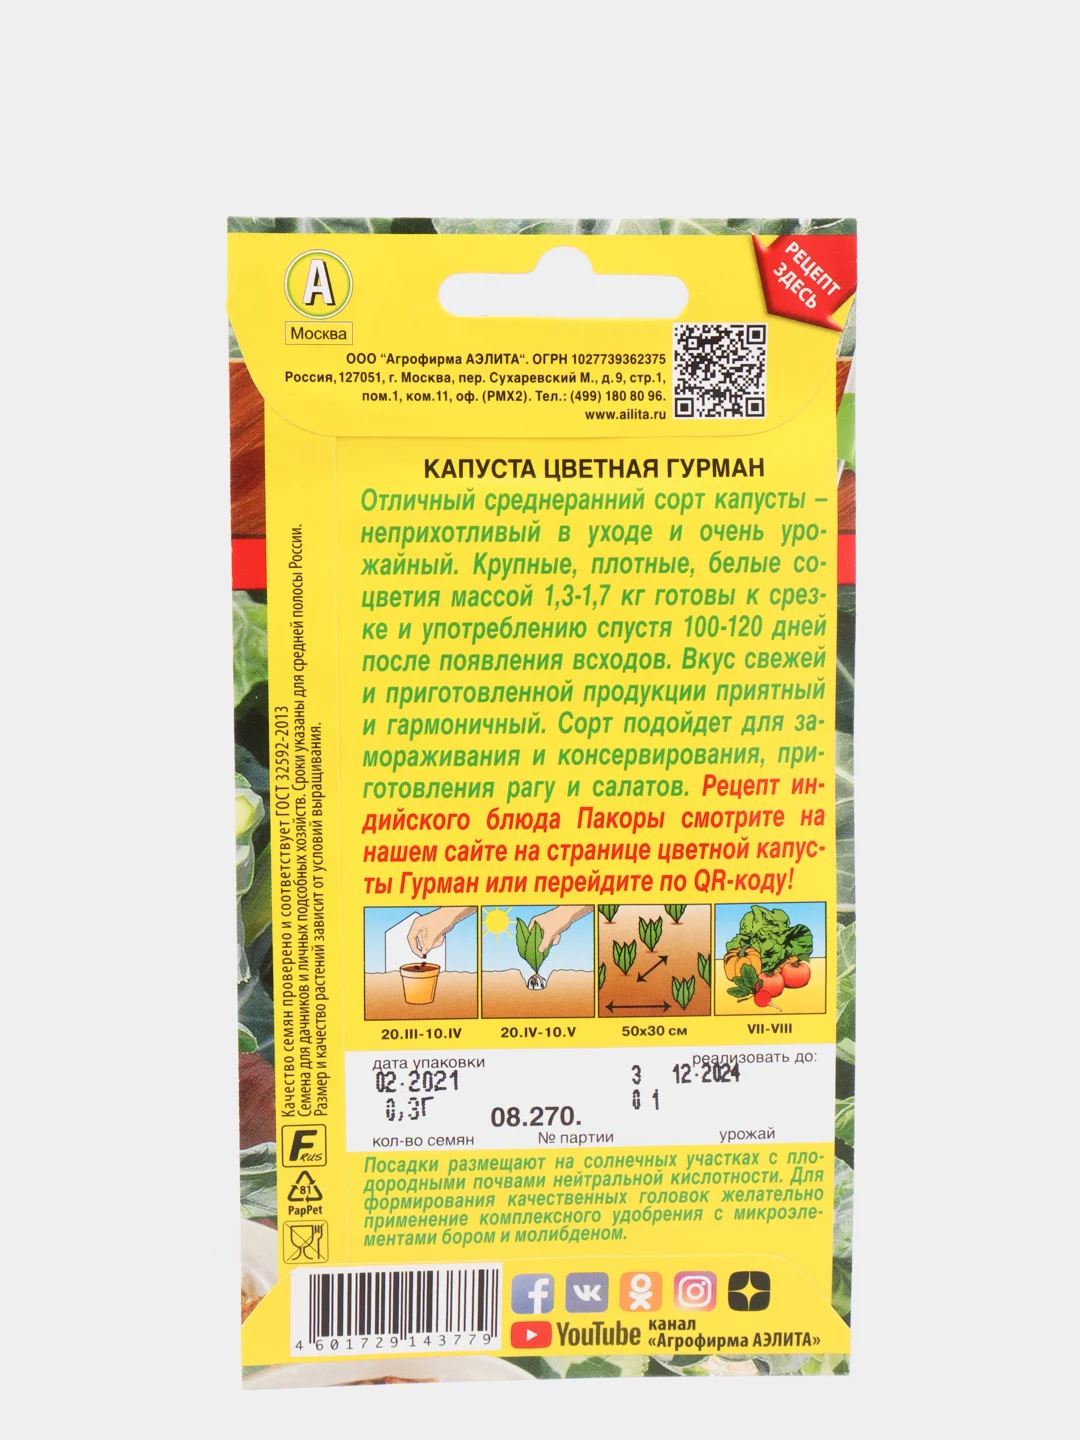 РЕЦЕПТ
ЗДЕСЬ
А
Москва
ООО “Агрофирма АЭЛИТА“. ОГРН 1027739362375
Россия, 127051, г. Москва, пер. Сухаревский М., д. 9, стр.1,
пом.1, ком.11, оф. (РМХ2). Тел.: (499) 180 80 96.
www.ailita.ru
КАПУСТА ЦВЕТНАЯ ГУРМАН
Отличный среднеранний сорт капусты –
неприхотливый в уходе и очень уро-
жайный. Крупные, плотные, белые со-
цветия массой 1,3-1,7 кг готовы к срез-
ке и употреблению спустя 100-120 дней
после появления всходов. Вкус свежей
и приготовленной продукции приятный
и гармоничный. Сорт подойдет для за-
мораживания и консервирования, при-
готовления рагу и салатов. Рецепт ин-
дийского блюда Пакоры смотрите на
нашем сайте на странице цветной капус-
ты Гурман или перейдите по QR-коду!
20.III-10.IV
20.IV-10.V
50x30 см
VII-VIII
дата упаковки
реализовать до:
02·2021
3 12·2024
0,3Г
08.270.
01
кол-во семян
№ партии
урожай
Посадки размещают на солнечных участках с пло-
дородными почвами нейтральной кислотности. Для
формирования качественных головок желательно
применение комплексного удобрения с микроэле-
ментами бором и молибденом.
Качество семян проверено и соответствует ГОСТ 32592-2013
Семена для дачников и личных подсобных хозяйств. Сроки указаны для средней полосы России.
Размер и качество растений зависит от условий выращивания.
F RUS
81
PapPet
4 601729 143779
YouTube
канал
«Агрофирма АЭЛИТА»